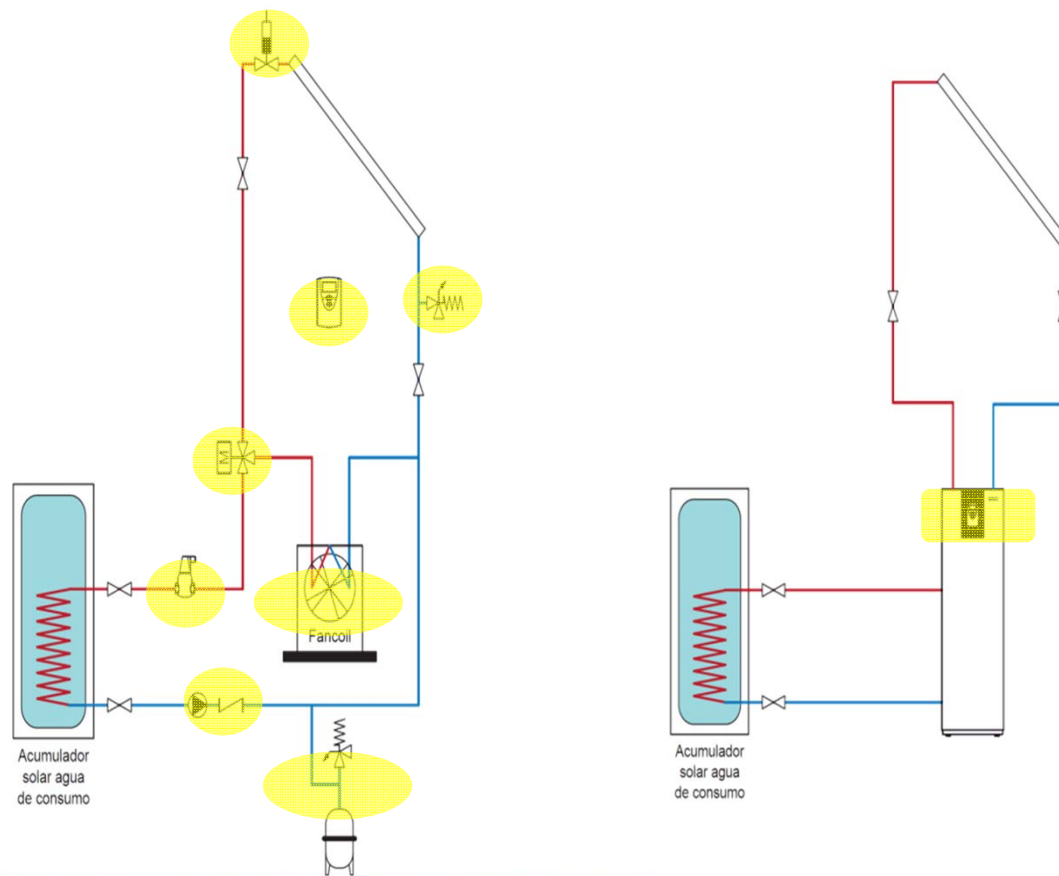 M
Fancoil
Acumulador
solar agua
de consumo
Acumulador
solar agua
de consumo